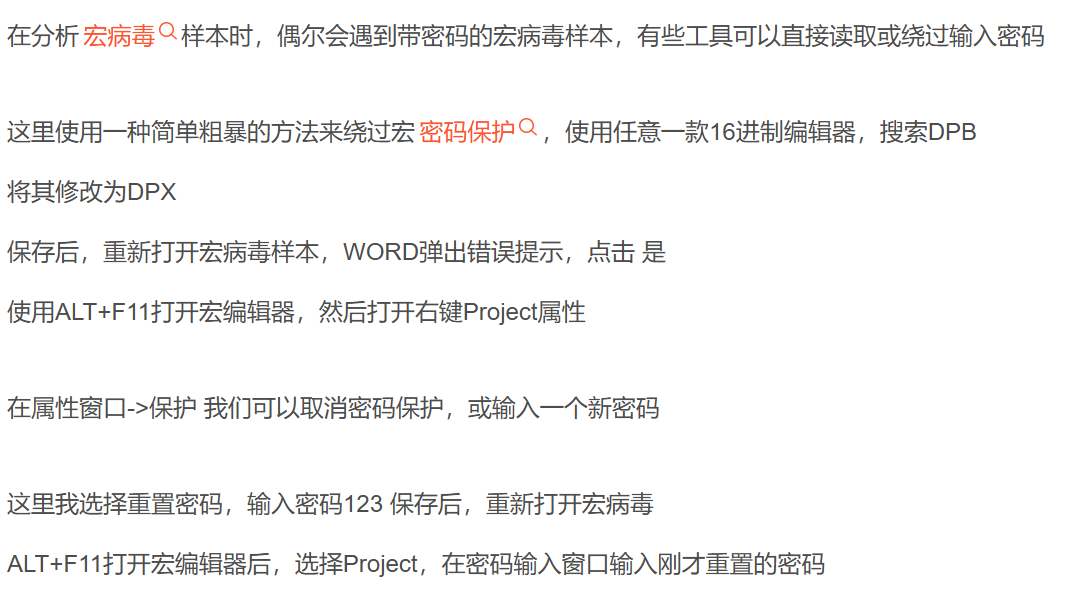 在分析宏病毒样本时，偶尔会遇到带密码的宏病毒样本，有些工具可以直接读取或绕过输入密码
这里使用一种简单粗暴的方法来绕过宏密码保护，使用任意一款16进制编辑器，搜索DPB
将其修改为DPX
保存后，重新打开宏病毒样本，WORD弹出错误提示，点击 是
使用ALT+F11打开宏编辑器，然后打开右键Project属性
在属性窗口->保护 我们可以取消密码保护，或输入一个新密码
这里我选择重置密码，输入密码123 保存后，重新打开宏病毒
ALT+F11打开宏编辑器后，选择Project，在密码输入窗口输入刚才重置的密码